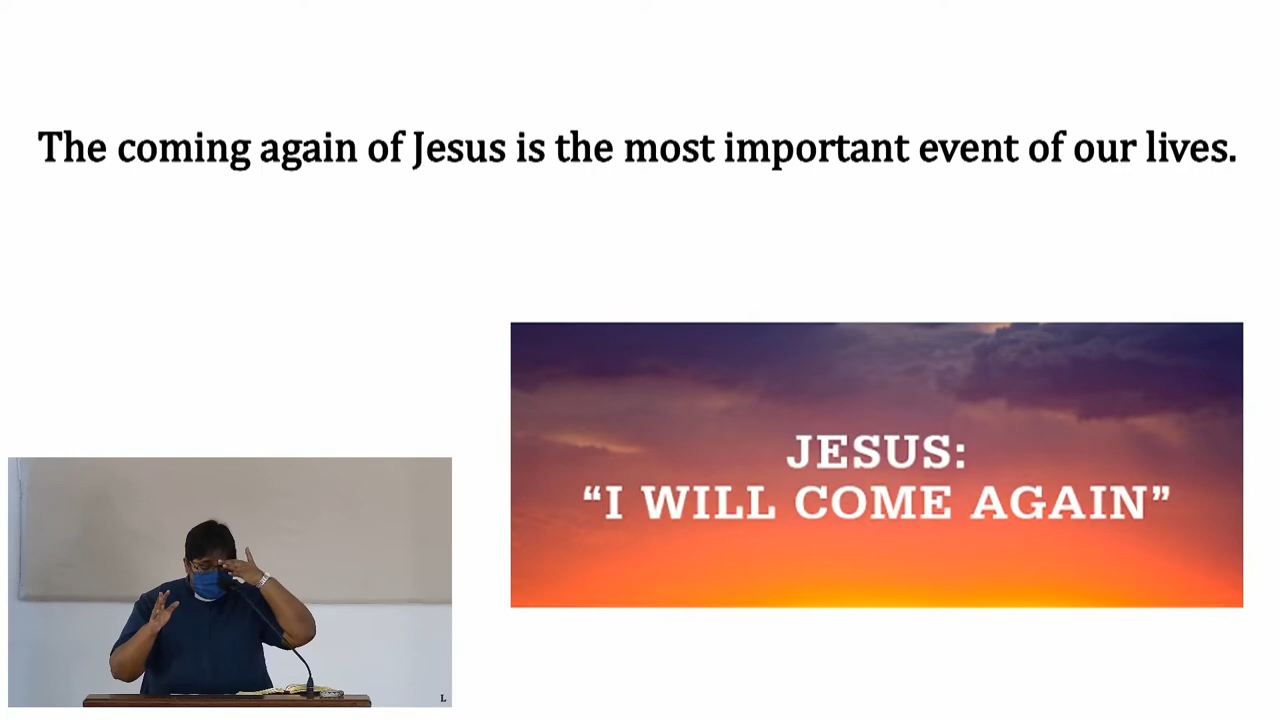 The coming again of Jesus is the most important event of our lives.
JESUS:
“I WILL COME AGAIN”
L